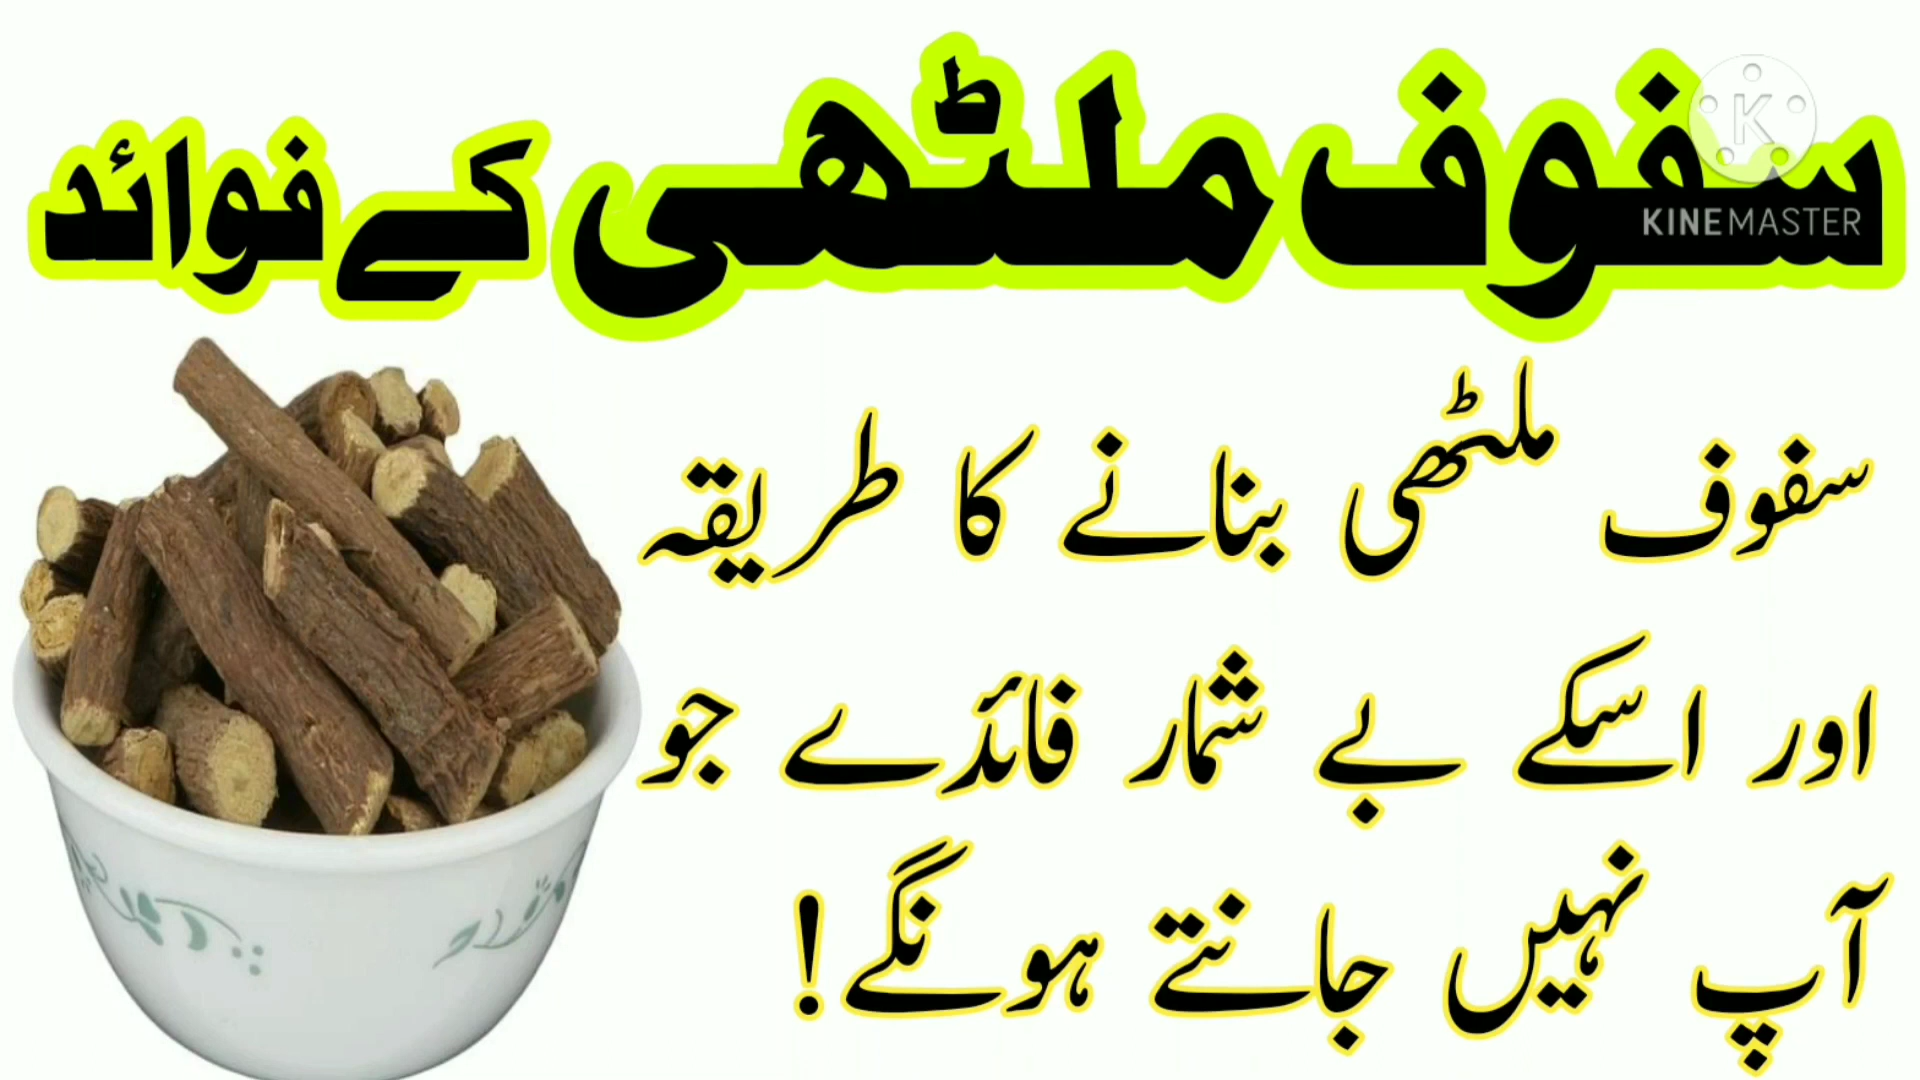 سفوف ملٹھی کے فوائد
KINEMASTER
سفوف ملٹھی بنانے کا طریقہ
اور اسکے بے شمار فائدے جو
آپ نہیں جانتے ہونگے!